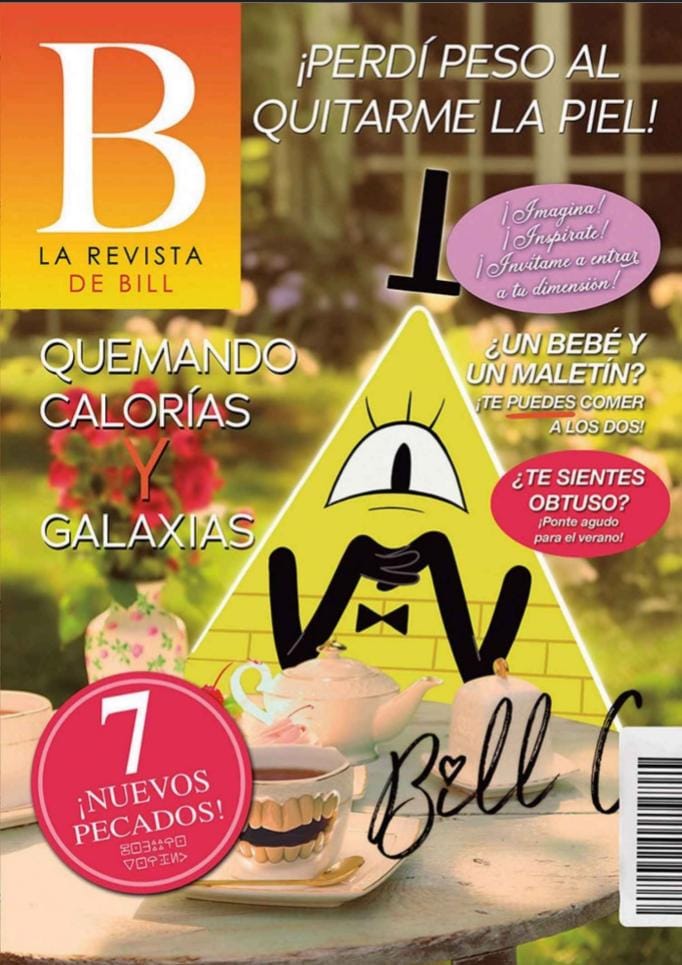 B
LA REVISTA
DE BILL
¡PERDÍ PESO AL
QUITARME LA PIEL!
¡Imagina!
¡Inspírate!
¡Invítame a entrar
a tu dimensión!
QUEMANDO
CALORÍAS
Y
GALAXIAS
¿UN BEBÉ Y
UN MALETÍN?
¡TE PUEDES COMER
A LOS DOS!
¿TE SIENTES
OBTUSO?
¡Ponte agudo
para el verano!
7
¡NUEVOS
PECADOS!
Bill C